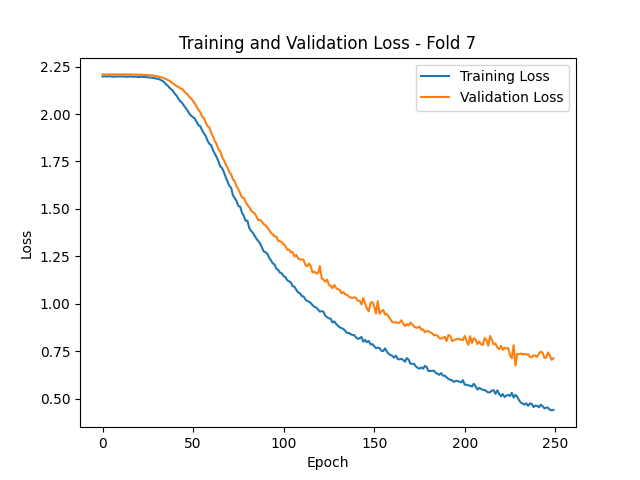 Training and Validation Loss - Fold 7
Training Loss
Validation Loss
2.25
2.00
1.75
1.50
1.25
1.00
0.75
0.50
Loss
0
50
100
150
200
250
Epoch